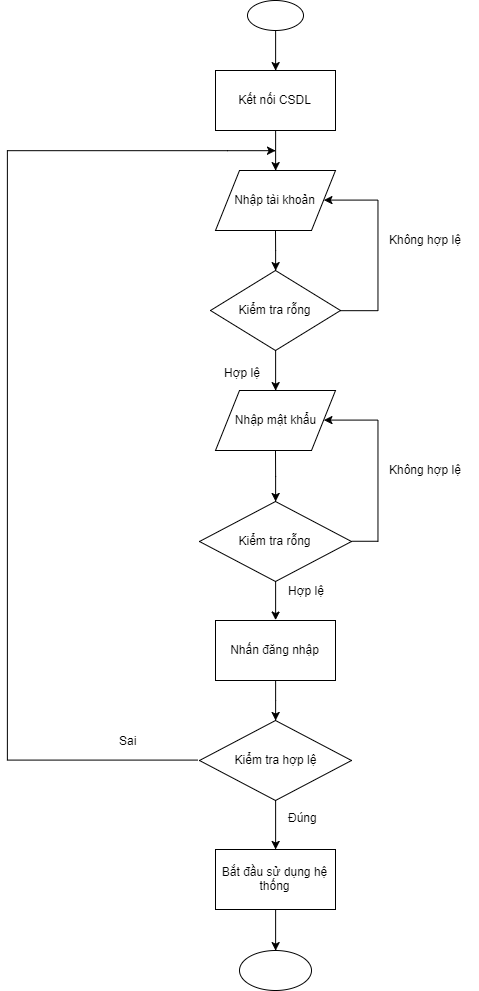 Kết nối CSDL
Nhập tài khoản
Không hợp lệ
Kiểm tra rỗng
Hợp lệ
Nhập mật khẩu
Không hợp lệ
Kiểm tra rỗng
Hợp lệ
Nhấn đăng nhập
Sai
Kiểm tra hợp lệ
Đúng
Bắt đầu sử dụng hệ
thống